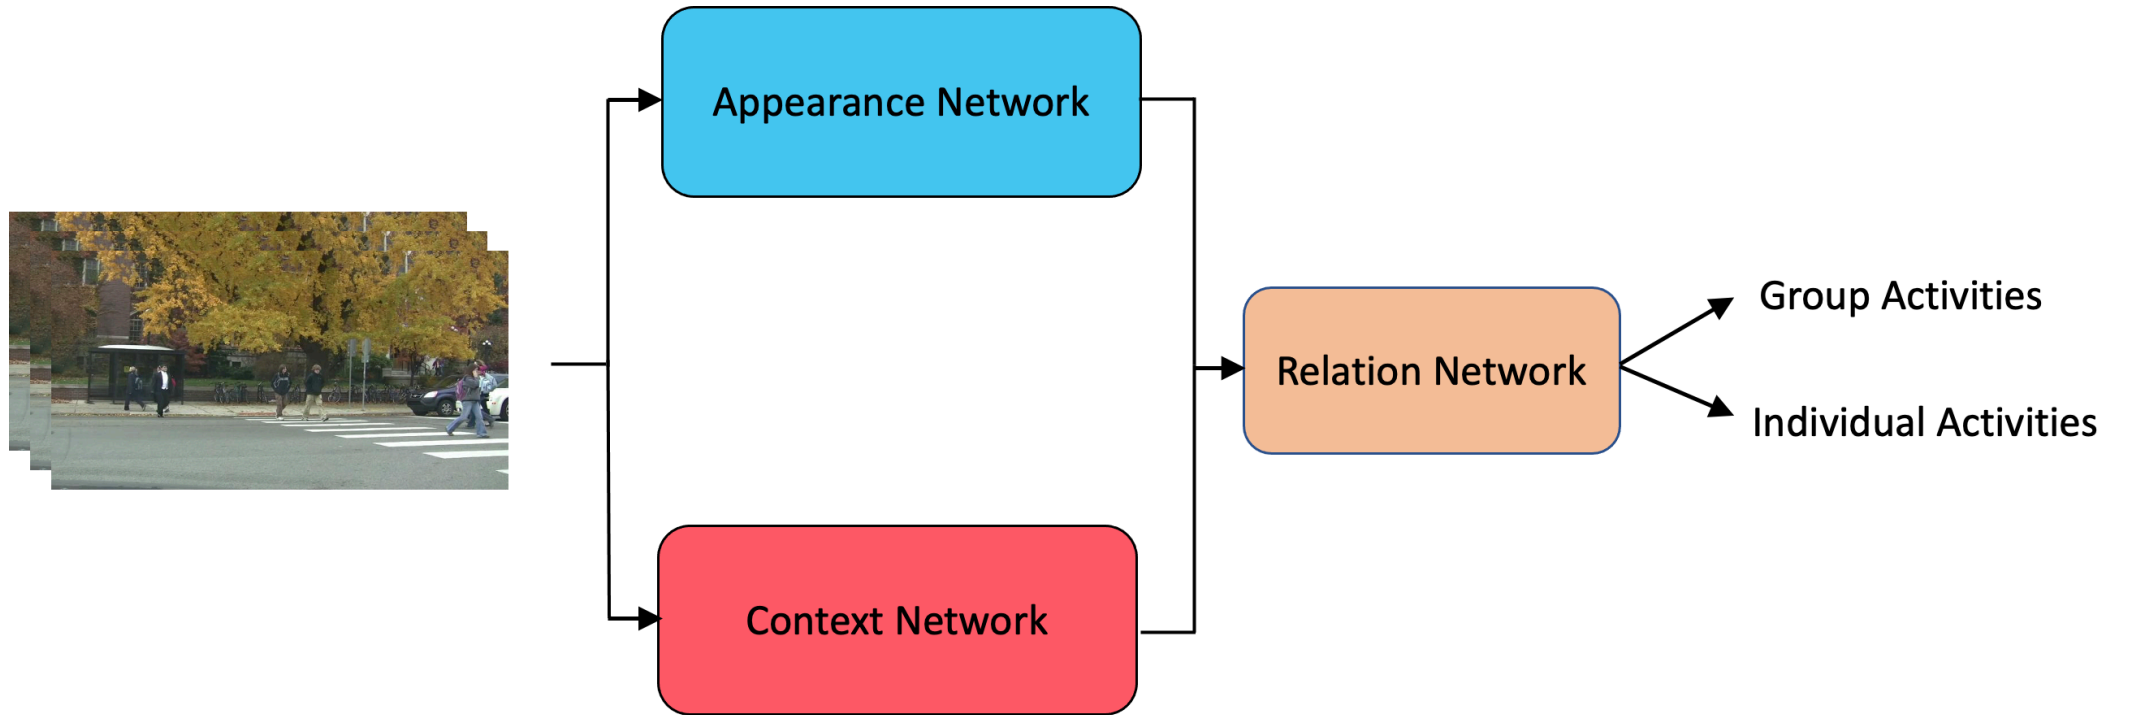 Appearance Network
Group Activities
Relation Network
Individual Activities
Context Network